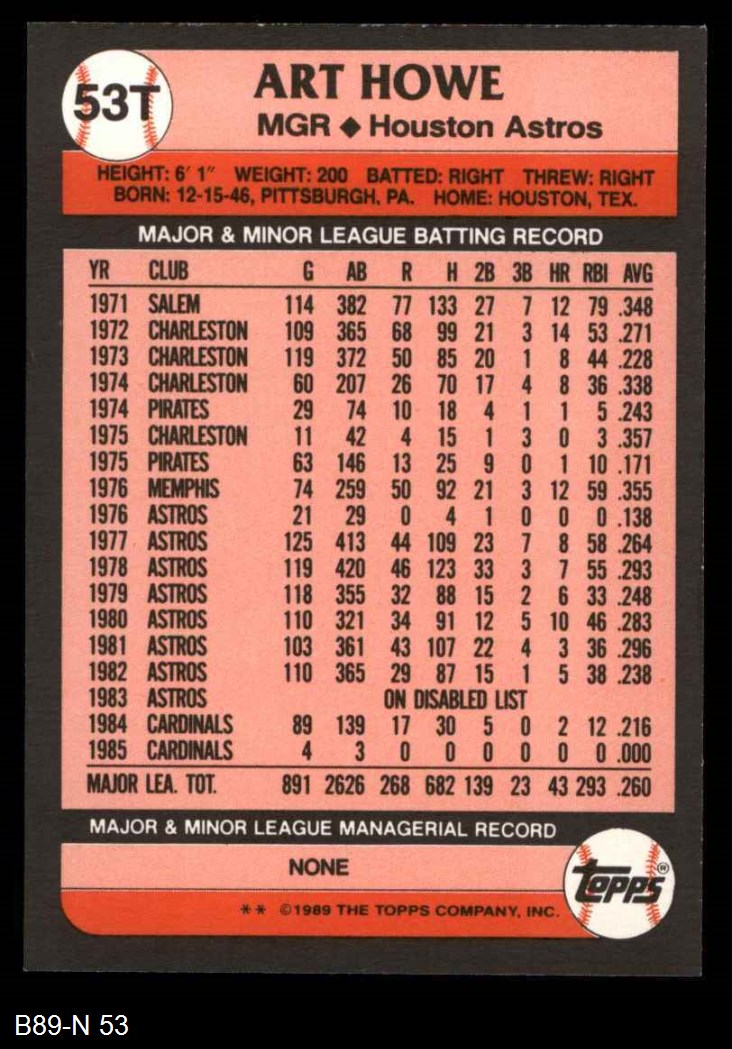 53T
ART HOWE
MGR ◆ Houston Astros
HEIGHT: 6' 1" WEIGHT: 200 BATTED: RIGHT THREW: RIGHT
BORN: 12-15-46, PITTSBURGH, PA. HOME: HOUSTON, TEX.
MAJOR & MINOR LEAGUE BATTING RECORD
YR CLUB G AB R H 2B 3B HR RBI AVG
1971 SALEM 114 382 77 133 27 7 12 79 .348
1972 CHARLESTON 109 365 68 99 21 3 14 53 .271
1973 CHARLESTON 119 372 50 85 20 1 8 44 .228
1974 CHARLESTON 60 207 26 70 17 4 8 36 .338
1974 PIRATES 29 74 10 18 4 1 1 5 .243
1975 CHARLESTON 11 42 4 15 1 3 0 3 .357
1975 PIRATES 63 146 13 25 9 0 1 10 .171
1976 MEMPHIS 74 259 50 92 21 3 12 59 .355
1976 ASTROS 21 29 0 4 1 0 0 0 .138
1977 ASTROS 125 413 44 109 23 7 8 58 .264
1978 ASTROS 119 420 46 123 33 3 7 55 .293
1979 ASTROS 118 355 32 88 15 2 6 33 .248
1980 ASTROS 110 321 34 91 12 5 10 46 .283
1981 ASTROS 103 361 43 107 22 4 3 36 .296
1982 ASTROS 110 365 29 87 15 1 5 38 .238
1983 ASTROS ON DISABLED LIST
1984 CARDINALS 89 139 17 30 5 0 2 12 .216
1985 CARDINALS 4 3 0 0 0 0 0 0 .000
MAJOR LEA. TOT. 891 2626 268 682 139 23 43 293 .260
MAJOR & MINOR LEAGUE MANAGERIAL RECORD
NONE
Topps®
** ©1989 THE TOPPS COMPANY, INC.
B89-N 53